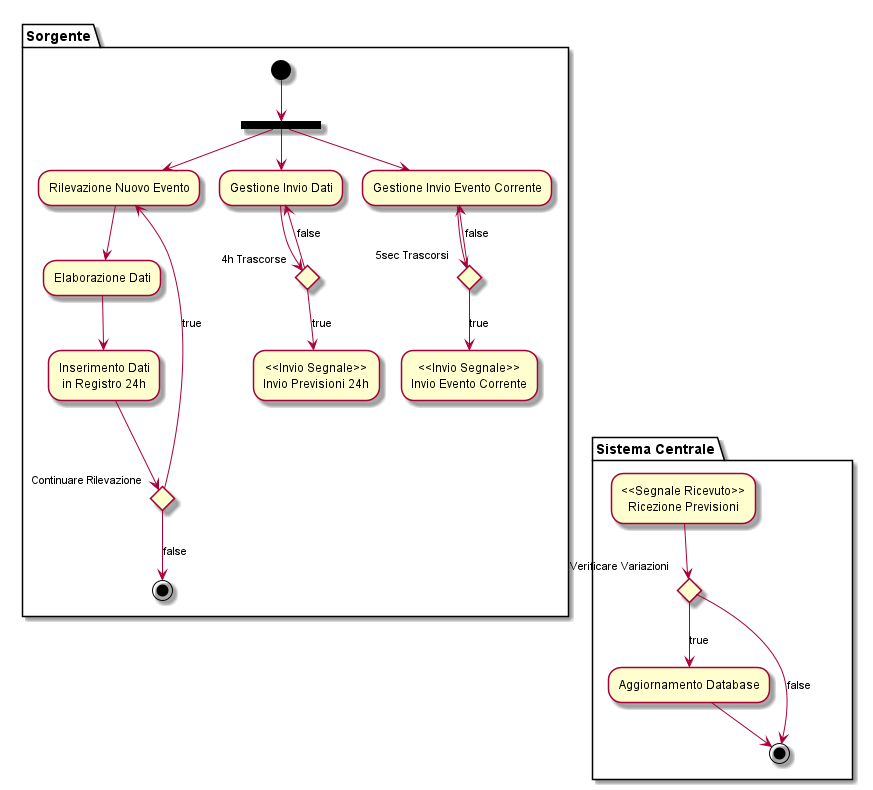 Sorgente
Rilevazione Nuovo Evento
Gestione Invio Dati
Gestione Invio Evento Corrente
false
false
4h Trascorse
5sec Trascorsi
Elaborazione Dati
true
true
true
Inserimento Dati
in Registro 24h
<<Invio Segnale>>
Invio Previsioni 24h
<<Invio Segnale>>
Invio Evento Corrente
Continuare Rilevazione
false
Sistema Centrale
<<Segnale Ricevuto>>
Ricezione Previsioni
Verificare Variazioni
true
false
Aggiornamento Database